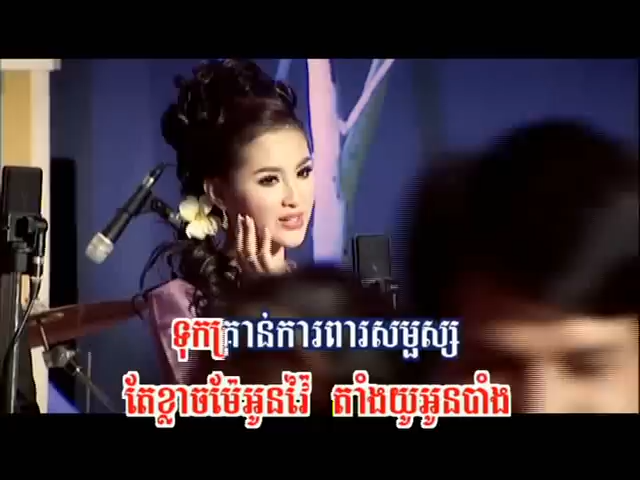 ទុកគ្រាន់ការពារសម្ផស្ស
តែខ្លាចម៉ែអូនវ៉ៃ តាំងយូអូនបាំង